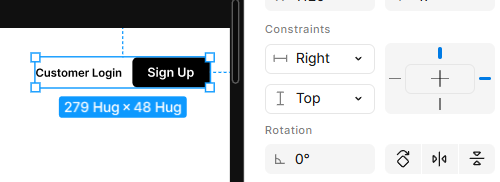 Constraints
Customer Login
Sign Up
Right
279 Hug × 48 Hug
Top
Rotation
0°